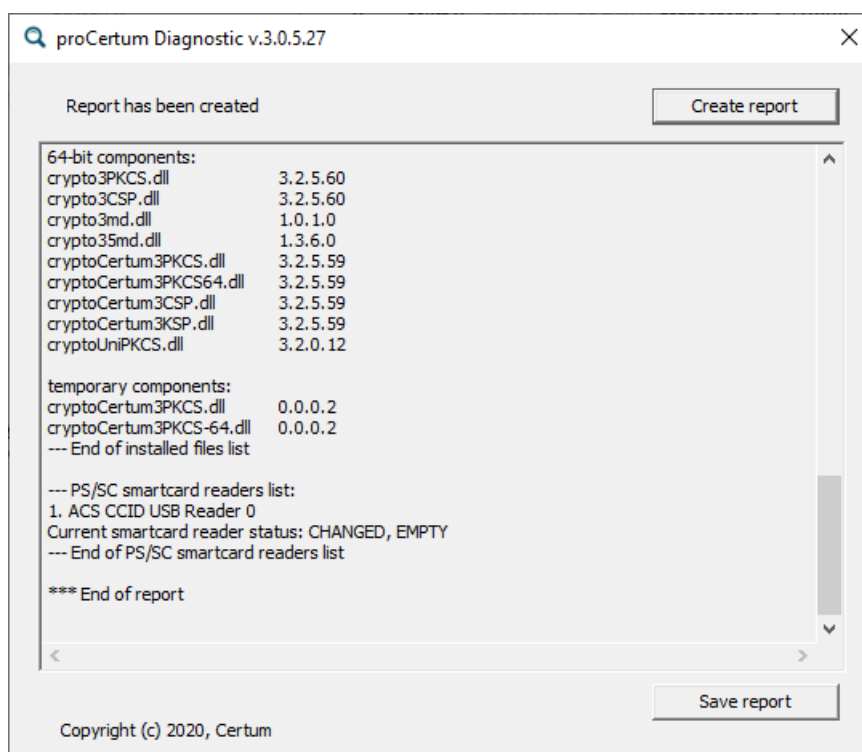 proCertum Diagnostic v.3.0.5.27
Report has been created
Create report
64-bit components:
crypto3PKCS.dll 3.2.5.60
crypto3CSP.dll 3.2.5.60
crypto3md.dll 1.0.1.0
crypto35md.dll 1.3.6.0
cryptoCertum3PKCS.dll 3.2.5.59
cryptoCertum3PKCS64.dll 3.2.5.59
cryptoCertum3CSP.dll 3.2.5.59
cryptoCertum3KSP.dll 3.2.5.59
cryptoUniPKCS.dll 3.2.0.12
temporary components:
cryptoCertum3PKCS.dll 0.0.0.2
cryptoCertum3PKCS-64.dll 0.0.0.2
--- End of installed files list
--- PS/SC smartcard readers list:
1. ACS CCID USB Reader 0
Current smartcard reader status: CHANGED, EMPTY
--- End of PS/SC smartcard readers list
*** End of report
Save report
Copyright (c) 2020, Certum